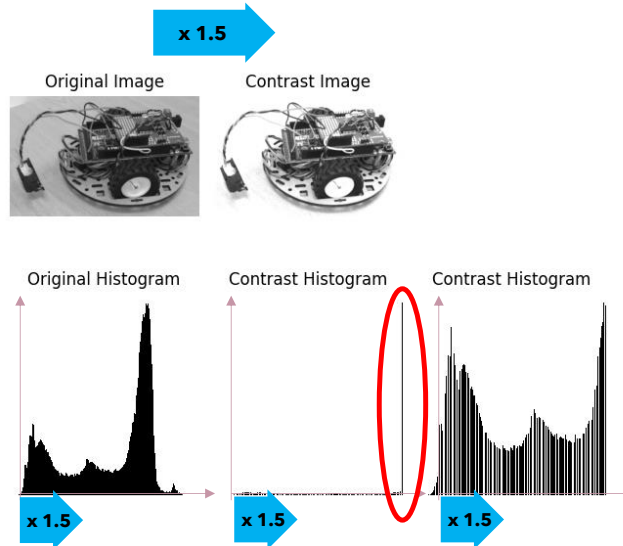 x 1.5
Original Image
Contrast Image
Original Histogram
Contrast Histogram
Contrast Histogram
x 1.5
x 1.5
x 1.5